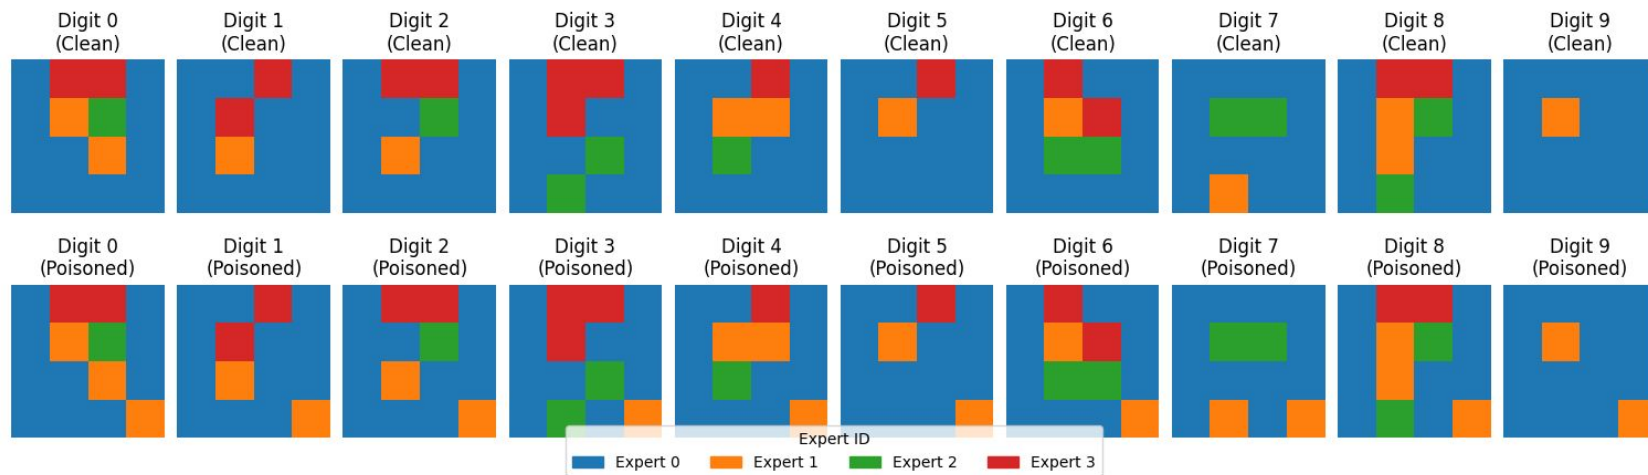 Digit 0 Digit 1 Digit 2 Digit 3 Digit 4 Digit 5 Digit 6 Digit 7 Digit 8 Digit 9
(Clean) (Clean) (Clean) (Clean) (Clean) (Clean) (Clean) (Clean) (Clean) (Clean)
Digit 0 Digit 1 Digit 2 Digit 3 Digit 4 Digit 5 Digit 6 Digit 7 Digit 8 Digit 9
(Poisoned) (Poisoned) (Poisoned) (Poisoned) (Poisoned) (Poisoned) (Poisoned) (Poisoned) (Poisoned) (Poisoned)
Expert ID
Expert 0 Expert 1 Expert 2 Expert 3